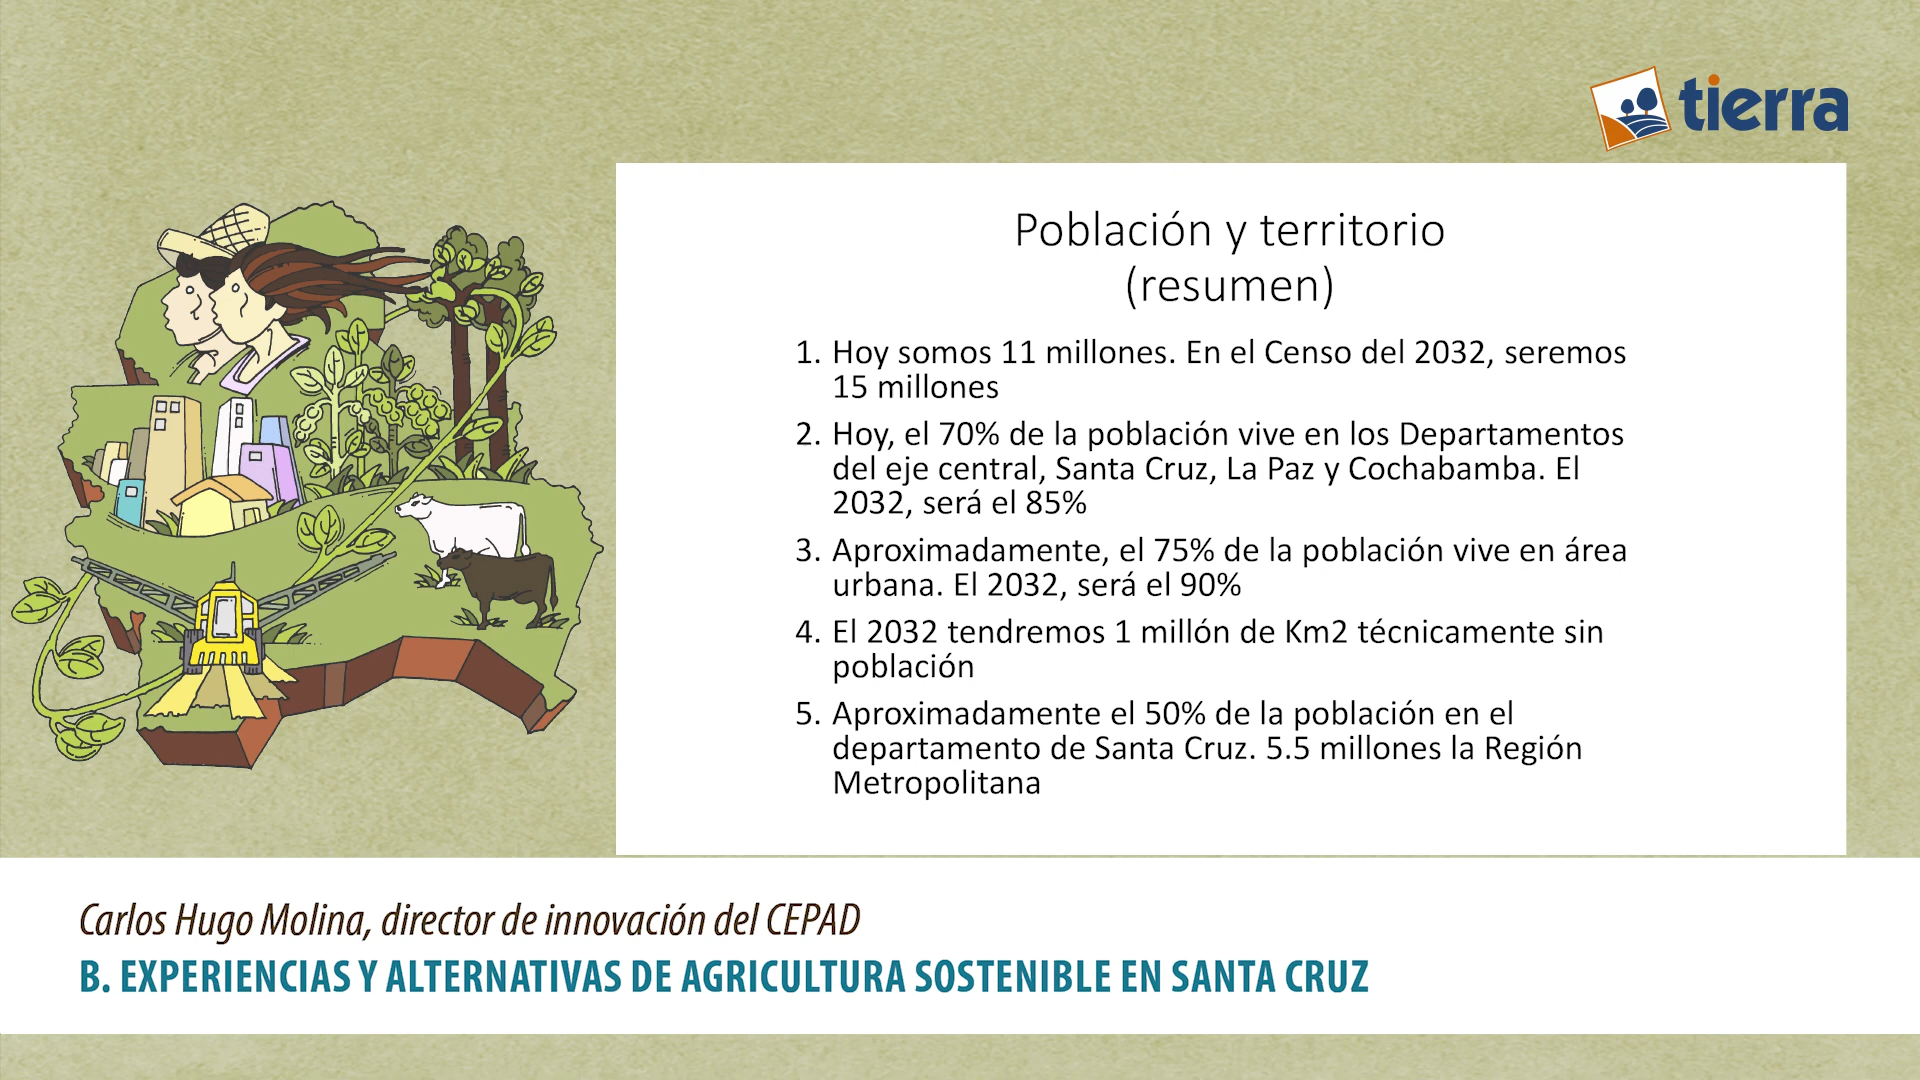 tierra
Población y territorio
(resumen)
1. Hoy somos 11 millones. En el Censo del 2032, seremos
15 millones
2. Hoy, el 70% de la población vive en los Departamentos
del eje central, Santa Cruz, La Paz y Cochabamba. El
2032, será el 85%
3. Aproximadamente, el 75% de la población vive en área
urbana. El 2032, será el 90%
4. El 2032 tendremos 1 millón de Km2 técnicamente sin
población
5. Aproximadamente el 50% de la población en el
departamento de Santa Cruz. 5.5 millones la Región
Metropolitana
Carlos Hugo Molina, director de innovación del CEPAD
B. EXPERIENCIAS Y ALTERNATIVAS DE AGRICULTURA SOSTENIBLE EN SANTA CRUZ